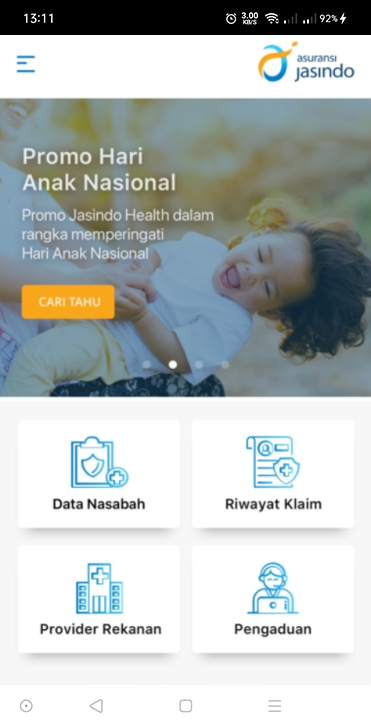 13:11
3.00
KB/S
92%
asuransi
jasindo
Promo Hari
Anak Nasional
Promo Jasindo Health dalam
rangka memperingati
Hari Anak Nasional
CARI TAHU
Data Nasabah
Riwayat Klaim
Provider Rekanan
Pengaduan